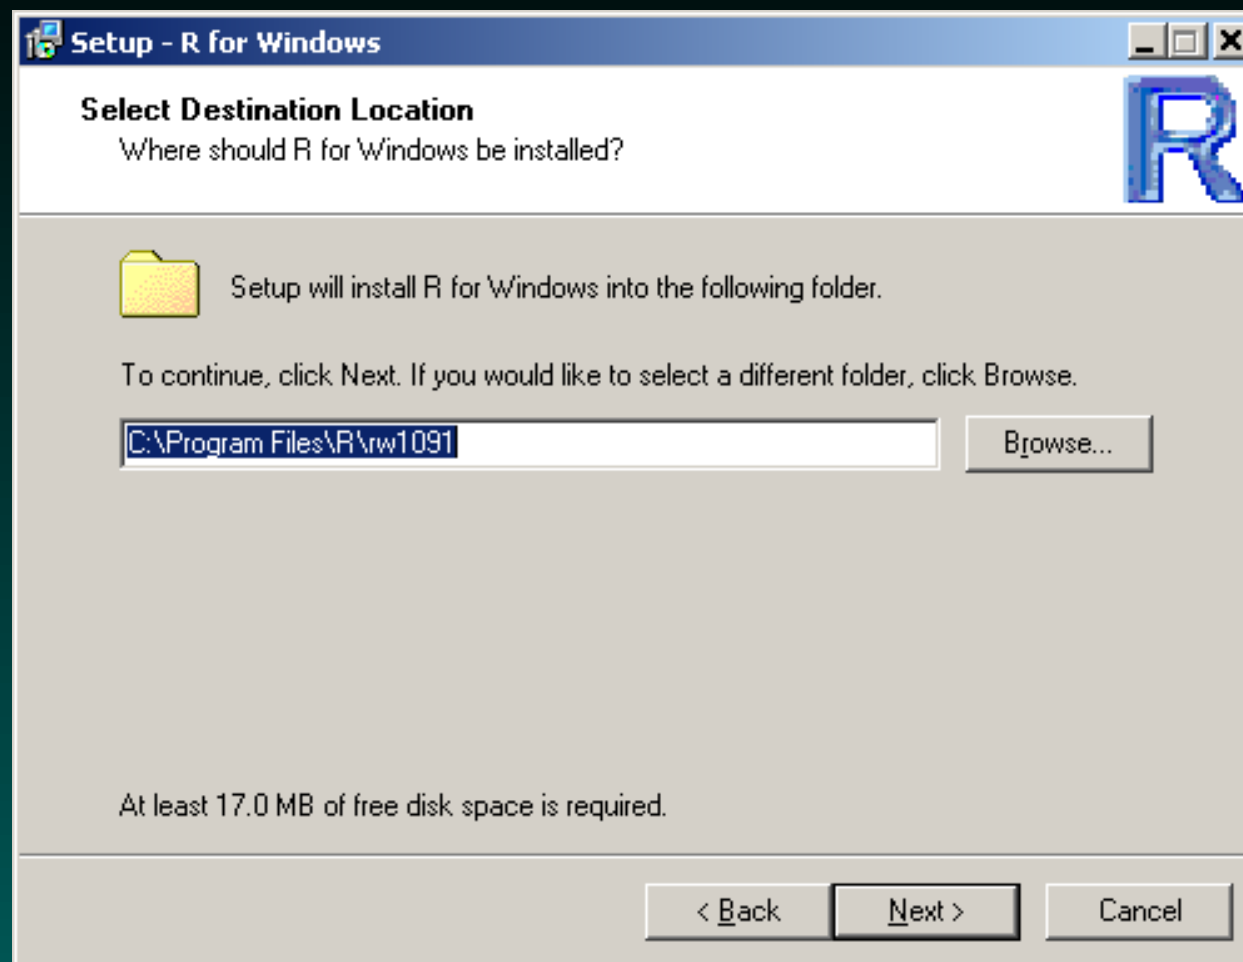 Setup - R for Windows
Select Destination Location
Where should R for Windows be installed?
R
Setup will install R for Windows into the following folder.
To continue, click Next. If you would like to select a different folder, click Browse.
C:\Program Files\R\rw1091
Browse...
At least 17.0 MB of free disk space is required.
< Back
Next >
Cancel